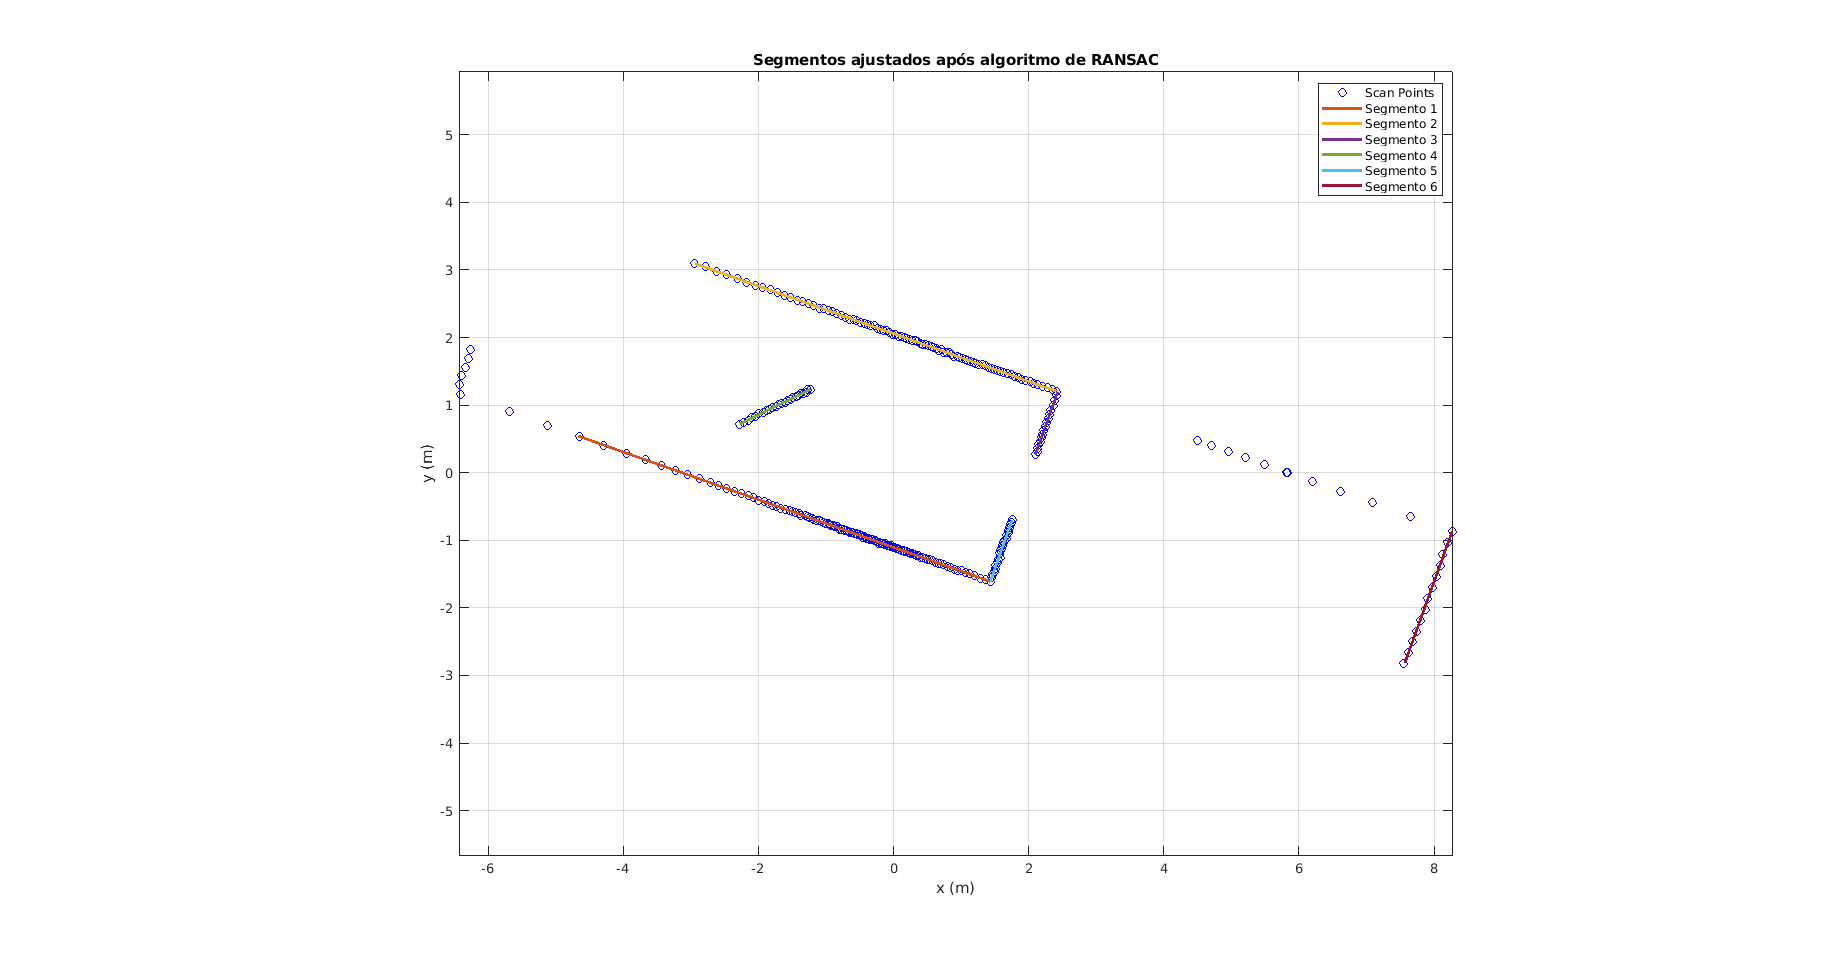 Segmentos ajustados após algoritmo de RANSAC
Scan Points
Segmento 1
Segmento 2
Segmento 3
Segmento 4
Segmento 5
Segmento 6
5
4
3
2
1
0
-1
-2
-3
-4
-5
y (m)
-6 -4 -2 0 2 4 6 8
x (m)